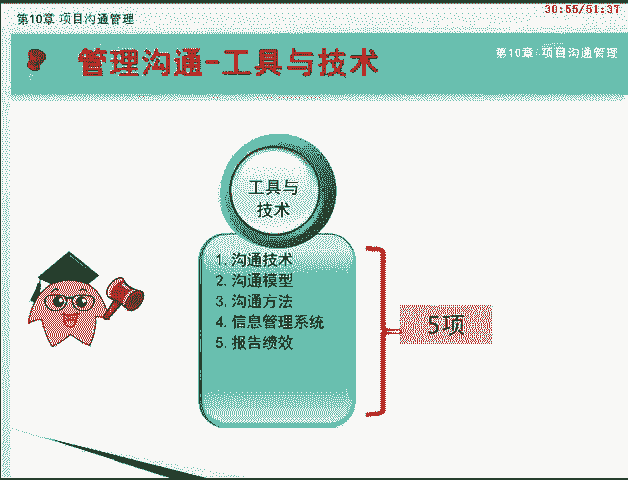 第10章 项目沟通管理
30:55/51:37
管理沟通-工具与技术
第10章 项目沟通管理
工具与
技术
1. 沟通技术
2. 沟通模型
3. 沟通方法
4. 信息管理系统
5. 报告绩效
5项